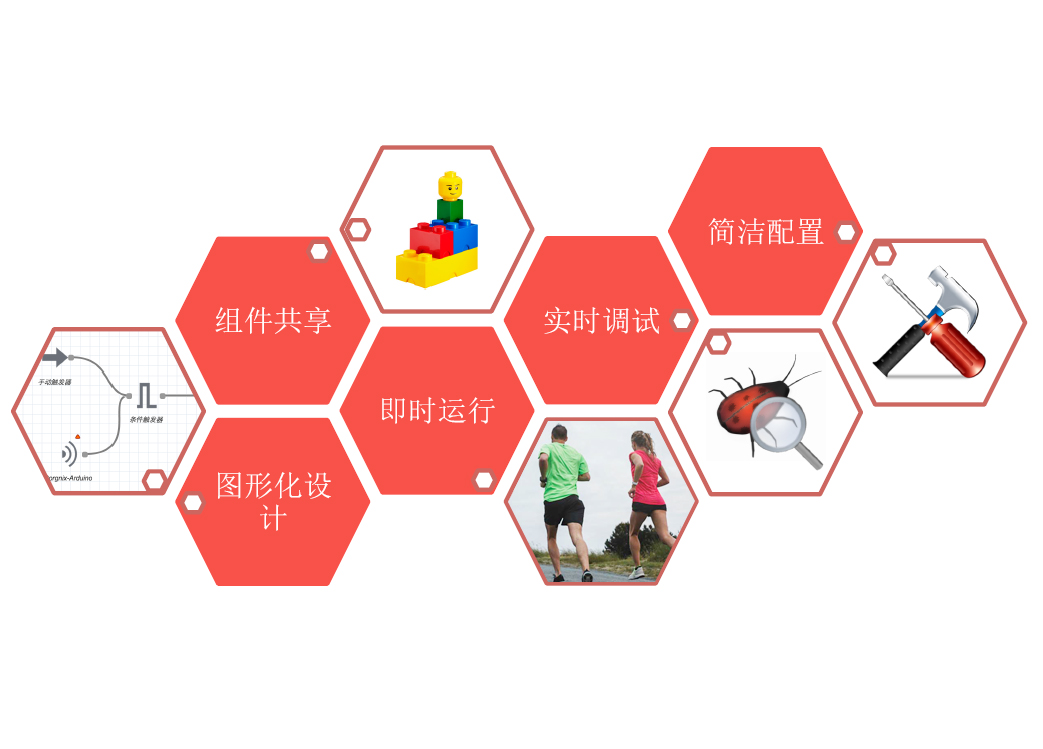 简洁配置
组件共享
实时调试
即时运行
手动触发器
条件触发器
orgnix-Arduino
图形化设
计